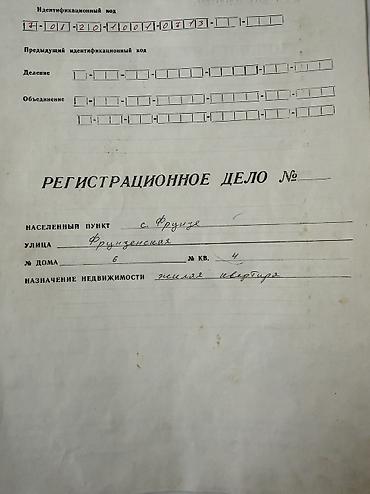 Идентификационный код
7-01-20-1001-0713
Предыдущий идентификационный код
Деление
Объединение
РЕГИСТРАЦИОННОЕ ДЕЛО №
НАСЕЛЕННЫЙ ПУНКТ с. Фрунзе
УЛИЦА Фрунзенская
№ ДОМА 6 № КВ. 4
НАЗНАЧЕНИЕ НЕДВИЖИМОСТИ жилая квартира